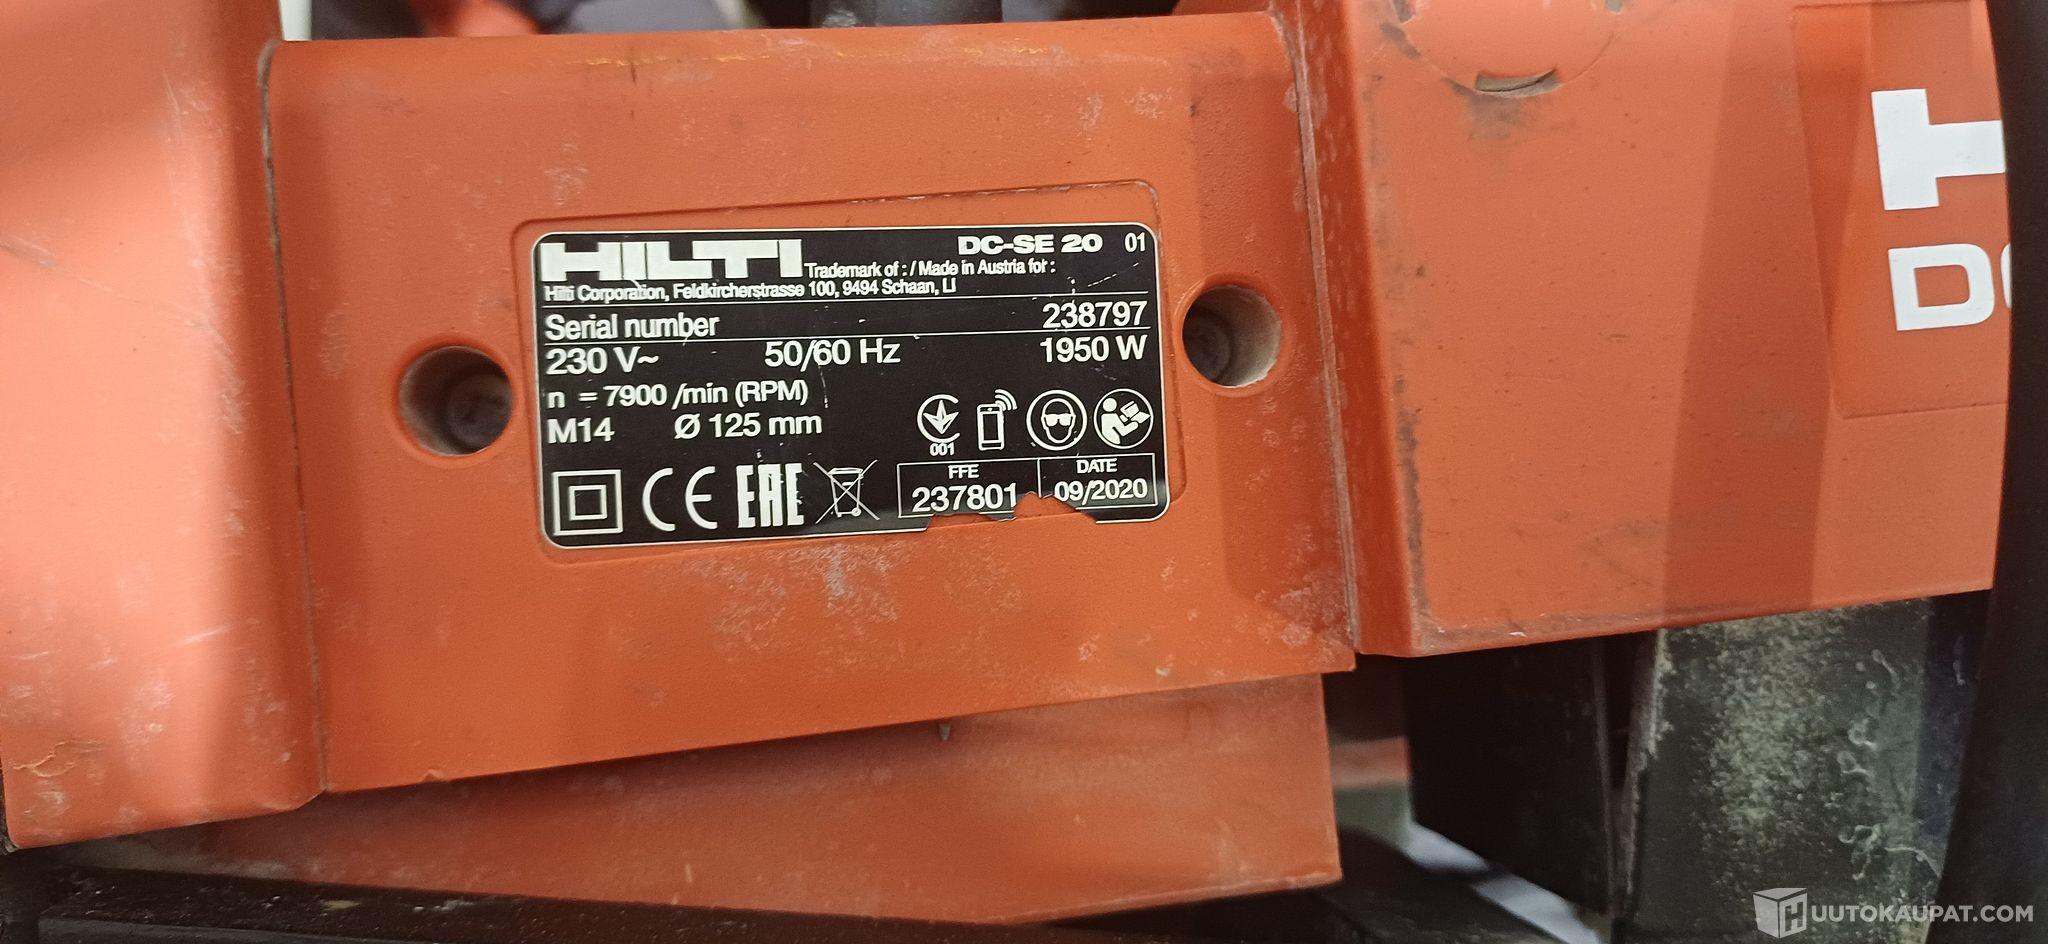 HILTI DC-SE 20 01
Trademark of : / Made in Austria for :
Hilti Corporation, Feldkircherstrasse 100, 9494 Schaan, LI
Serial number 238797
230 V~ 50/60 Hz 1950 W
n = 7900 /min (RPM)
M14 Ø 125 mm
001
CE EAC
FFE DATE
237801 09/2020
HUUTOKAUPAT.COM